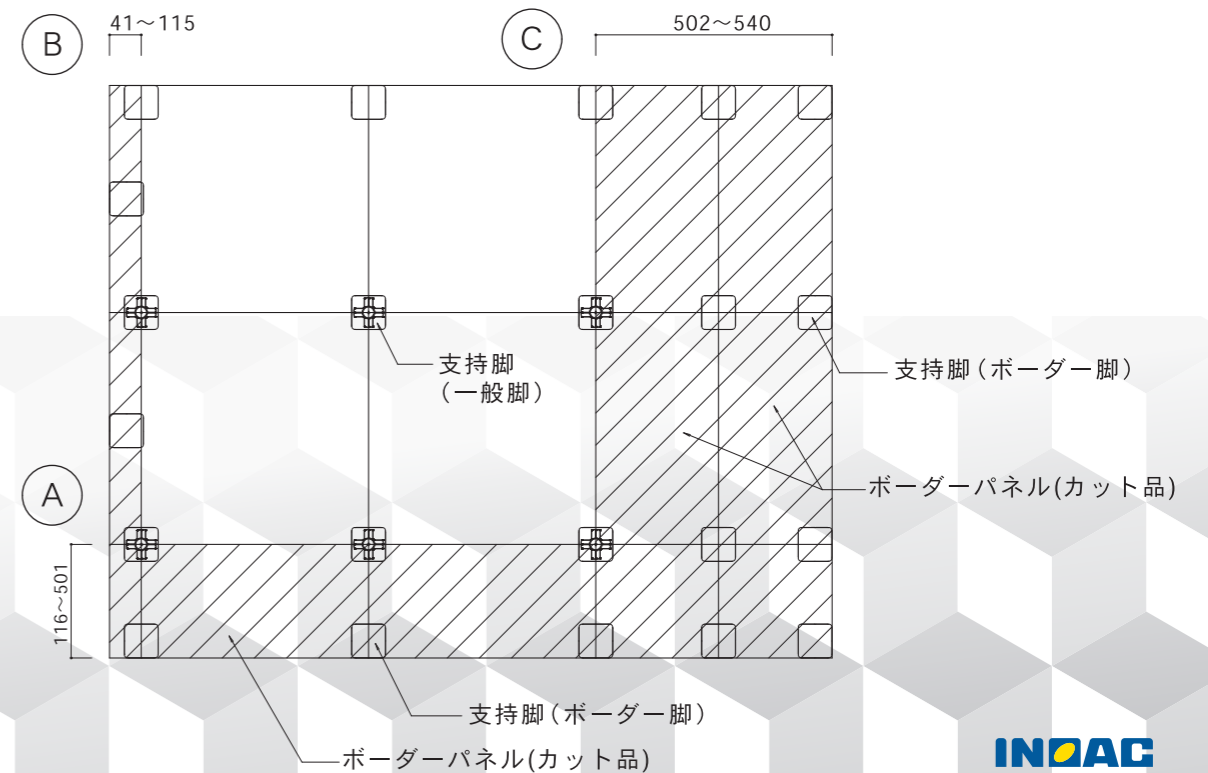 B
41～115
C
502～540
支持脚
（一般脚）
支持脚（ボーダー脚）
ボーダーパネル(カット品)
A
116～501
支持脚（ボーダー脚）
ボーダーパネル(カット品)
INOAC